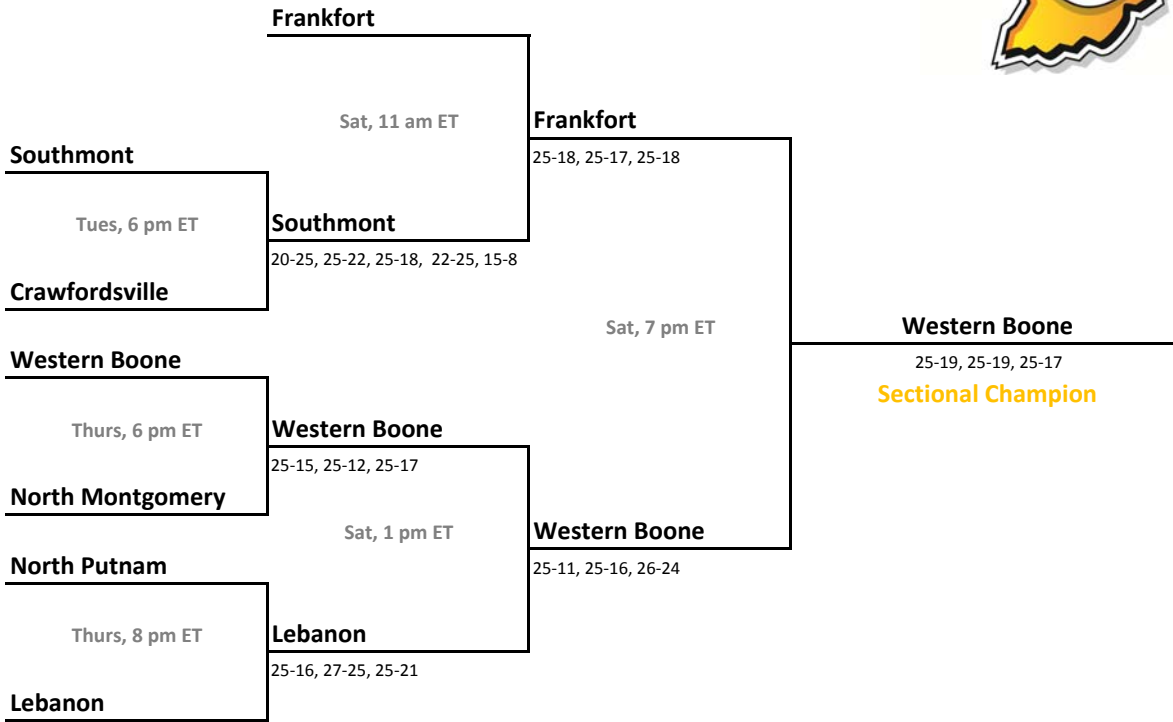 Frankfort
Sat, 11 am ET
Frankfort
Southmont
25-18, 25-17, 25-18
Tues, 6 pm ET
Southmont
20-25, 25-22, 25-18,  22-25, 15-8
Crawfordsville
Sat, 7 pm ET
Western Boone
Western Boone
25-19, 25-19, 25-17
Sectional Champion
Thurs, 6 pm ET
Western Boone
25-15, 25-12, 25-17
North Montgomery
Sat, 1 pm ET
Western Boone
North Putnam
25-11, 25-16, 26-24
Thurs, 8 pm ET
Lebanon
25-16, 27-25, 25-21
Lebanon